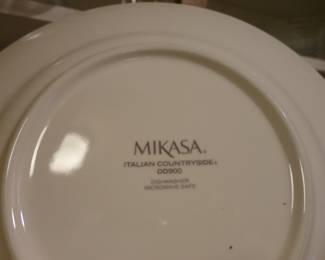 MIKASA®
ITALIAN COUNTRYSIDE®
DD900
DISHWASHER
MICROWAVE SAFE